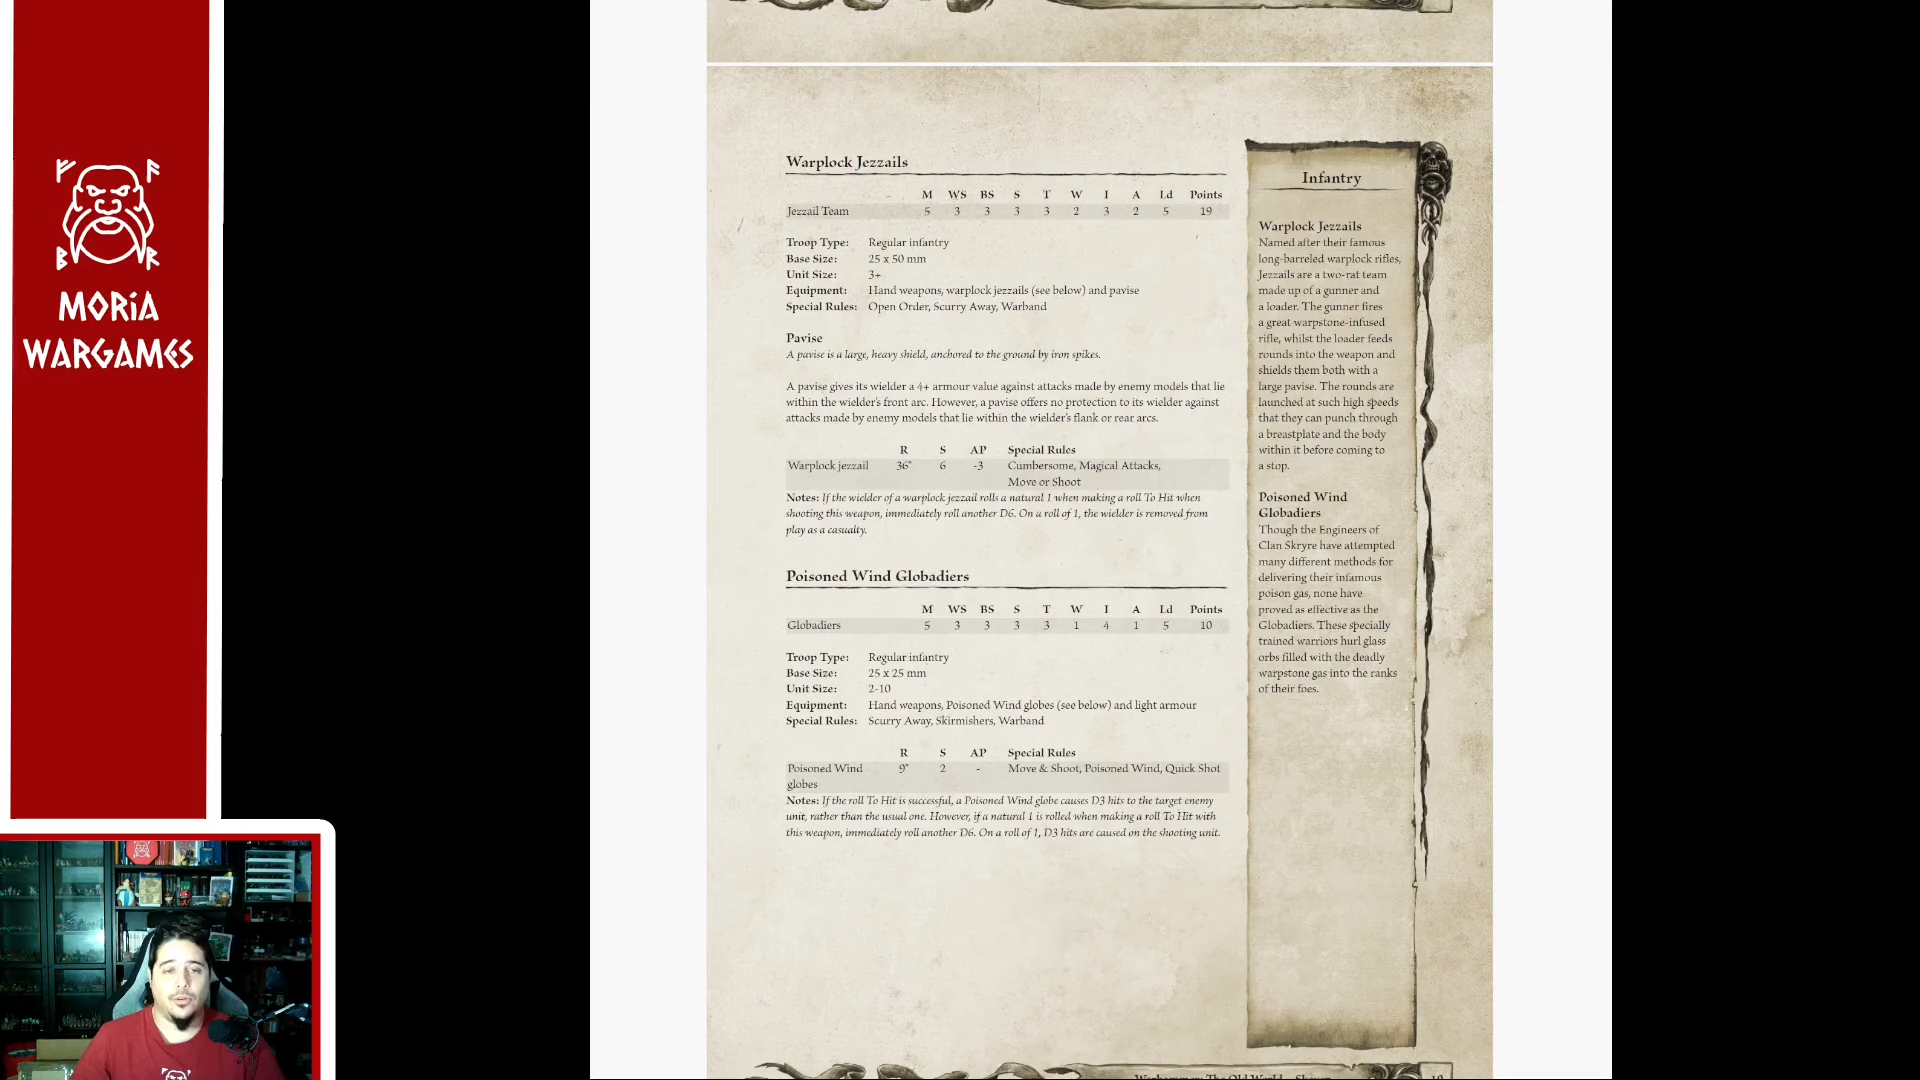 MORiA
WARGAMES
Warplock Jezzails
M WS BS S T W I A Ld Points
Jezzail Team 5 3 3 3 3 2 3 2 5 19
Troop Type: Regular infantry
Base Size: 25 x 50 mm
Unit Size: 3+
Equipment: Hand weapons, warplock jezzails (see below) and pavise
Special Rules: Open Order, Scurry Away, Warband
Pavise
A pavise is a large, heavy shield, anchored to the ground by iron spikes.
A pavise gives its wielder a 4+ armour value against attacks made by enemy models that lie
within the wielder's front arc. However, a pavise offers no protection to its wielder against
attacks made by enemy models that lie within the wielder's flank or rear arcs.
R S AP Special Rules
Warplock jezzail 36" 6 -3 Cumbersome, Magical Attacks,
Move or Shoot
Notes: If the wielder of a warplock jezzail rolls a natural 1 when making a roll To Hit when
shooting this weapon, immediately roll another D6. On a roll of 1, the wielder is removed from
play as a casualty.
Poisoned Wind Globadiers
M WS BS S T W I A Ld Points
Globadiers 5 3 3 3 3 1 4 1 5 10
Troop Type: Regular infantry
Base Size: 25 x 25 mm
Unit Size: 2-10
Equipment: Hand weapons, Poisoned Wind globes (see below) and light armour
Special Rules: Scurry Away, Skirmishers, Warband
R S AP Special Rules
Poisoned Wind 9" 2 - Move & Shoot, Poisoned Wind, Quick Shot
globes
Notes: If the roll To Hit is successful, a Poisoned Wind globe causes D3 hits to the target enemy
unit, rather than the usual one. However, if a natural 1 is rolled when making a roll To Hit with
this weapon, immediately roll another D6. On a roll of 1, D3 hits are caused on the shooting unit.
Infantry
Warplock Jezzails
Named after their famous
long-barreled warplock rifles,
Jezzails are a two-rat team
made up of a gunner and
a loader. The gunner fires
a great warpstone-infused
rifle, whilst the loader feeds
rounds into the weapon and
shields them both with a
large pavise. The rounds are
launched at such high speeds
that they can punch through
a breastplate and the body
within it before coming to
a stop.
Poisoned Wind
Globadiers
Though the Engineers of
Clan Skryre have attempted
many different methods for
delivering their infamous
poison gas, none have
proved as effective as the
Globadiers. These specially
trained warriors hurl glass
orbs filled with the deadly
warpstone gas into the ranks
of their foes.
Warhammer: The Old World – Skaven